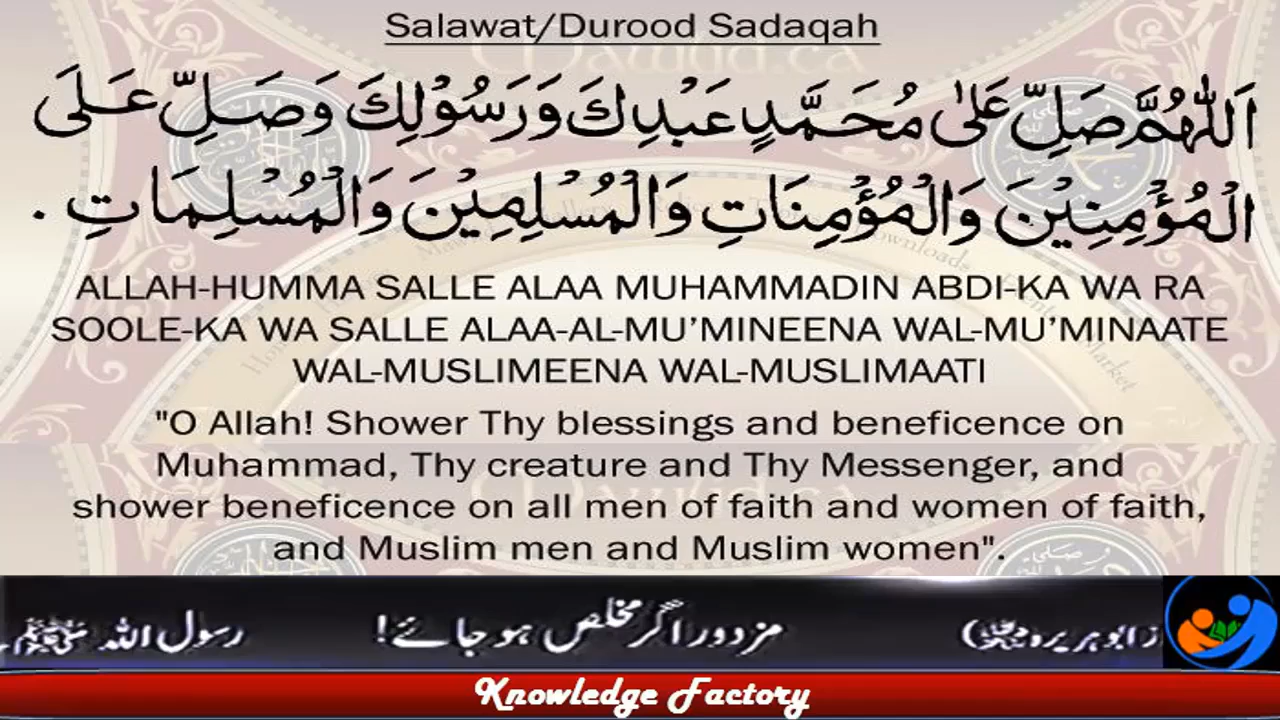 Salawat/Durood Sadaqah
اَللّٰهُمَّ صَلِّ عَلٰى مُحَمَّدٍ عَبْدِكَ وَرَسُوْلِكَ وَصَلِّ عَلَى
الْمُؤْمِنِيْنَ وَالْمُؤْمِنَاتِ وَالْمُسْلِمِيْنَ وَالْمُسْلِمَاتِ .
ALLAH-HUMMA SALLE ALAA MUHAMMADIN ABDI-KA WA RA
SOOLE-KA WA SALLE ALAA-AL-MU’MINEENA WAL-MU’MINAATE
WAL-MUSLIMEENA WAL-MUSLIMAATI
"O Allah! Shower Thy blessings and beneficence on
Muhammad, Thy creature and Thy Messenger, and
shower beneficence on all men of faith and women of faith,
and Muslim men and Muslim women".
ابوہریرہ) مزدور اگر مخلص ہو جائے! رسول اللہ ﷺ
Knowledge Factory